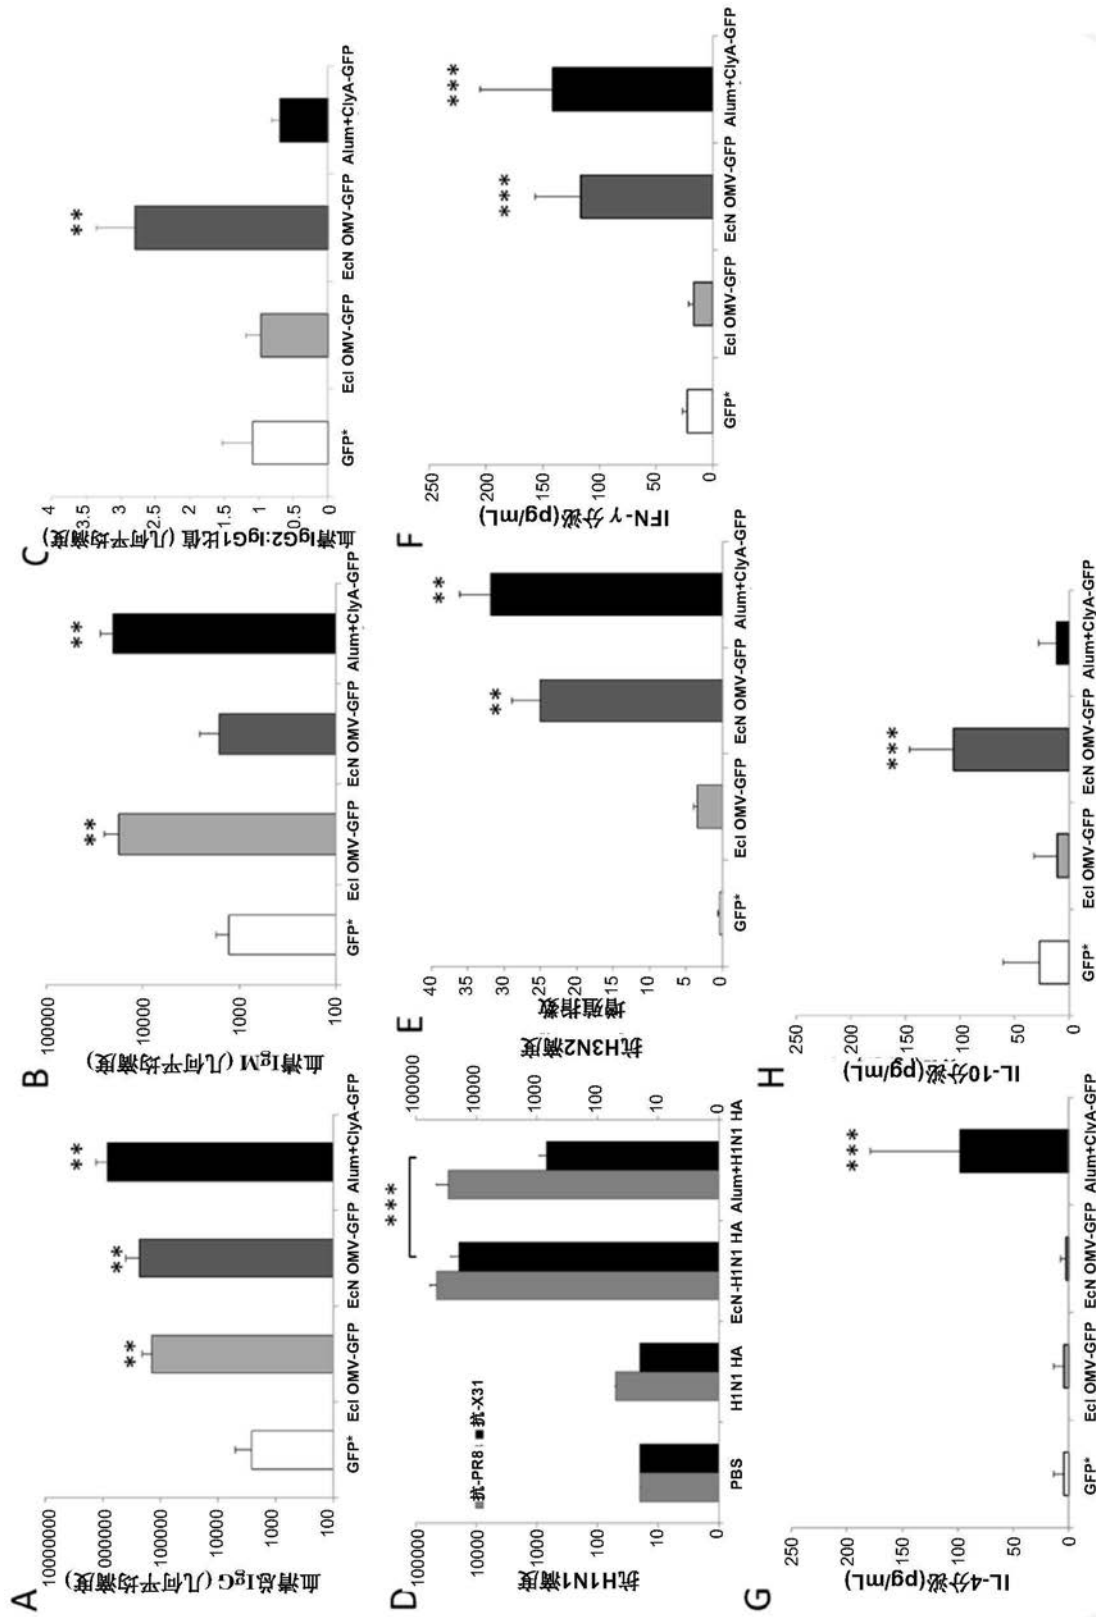 A
血清总IgG (几何平均滴度)
10000000
1000000
100000
10000
1000
100
**
**
**
GFP*
Ecl OMV-GFP
EcN OMV-GFP
Alum+ClyA-GFP
B
血清IgM (几何平均滴度)
100000
10000
1000
100
**
**
GFP*
Ecl OMV-GFP
EcN OMV-GFP
Alum+ClyA-GFP
C
血清IgG2:IgG1比值 (几何平均滴度)
4
3.5
3
2.5
2
1.5
1
0.5
0
**
GFP*
Ecl OMV-GFP
EcN OMV-GFP
Alum+ClyA-GFP
D
抗H1N1滴度
100000
10000
1000
100
10
0
抗-PR8
抗-X31
***
PBS
H1N1 HA
EcN-H1N1 HA
Alum+H1N1 HA
100000
10000
1000
100
10
0
抗H3N2滴度
E
增殖指数
40
35
30
25
20
15
10
5
0
**
**
GFP*
Ecl OMV-GFP
EcN OMV-GFP
Alum+ClyA-GFP
F
IFN-γ分泌(pg/mL)
250
200
150
100
50
0
***
***
GFP*
Ecl OMV-GFP
EcN OMV-GFP
Alum+ClyA-GFP
G
IL-4分泌(pg/mL)
250
200
150
100
50
0
***
GFP*
Ecl OMV-GFP
EcN OMV-GFP
Alum+ClyA-GFP
H
IL-10分泌(pg/mL)
250
200
150
100
50
0
***
GFP*
Ecl OMV-GFP
EcN OMV-GFP
Alum+ClyA-GFP